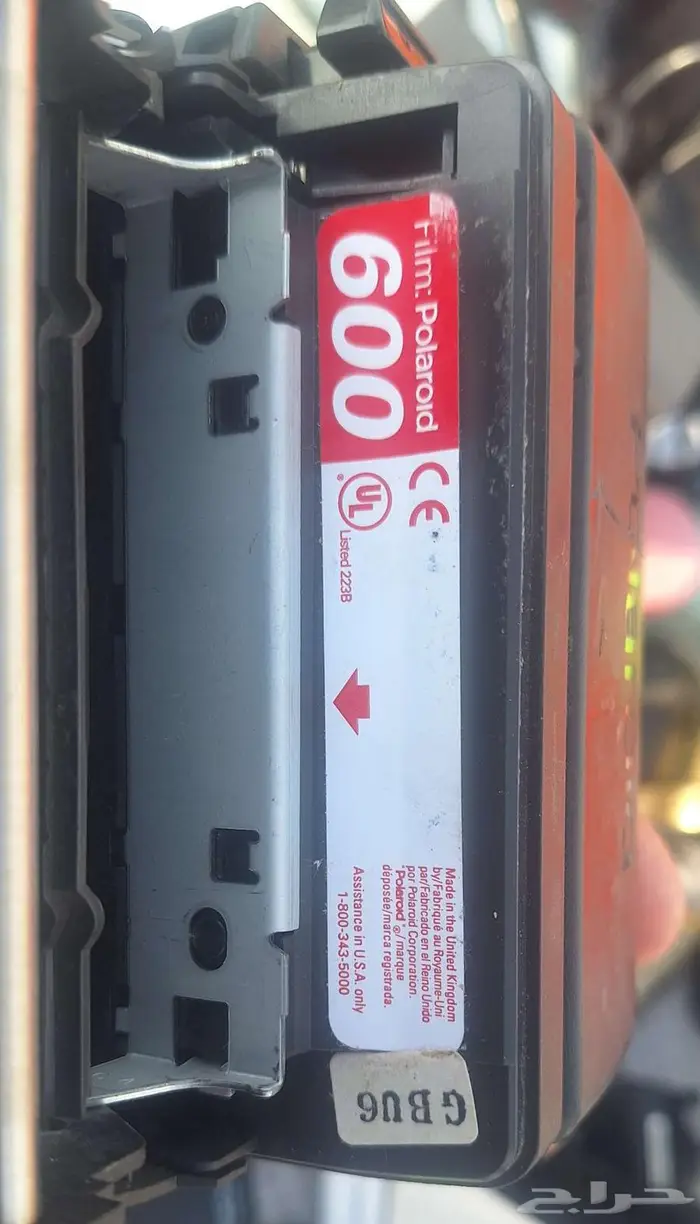 Film: Polaroid
600
CE
UL ®
Listed 223B
Made in the United Kingdom
by/Fabriqué au Royaume-Uni
par/Fabricado en el Reino Unido
por Polaroid Corporation.
"Polaroid"®/marque
déposée/marca registrada.
Assistance in U.S.A. only
1-800-343-5000
GBU6
حراج